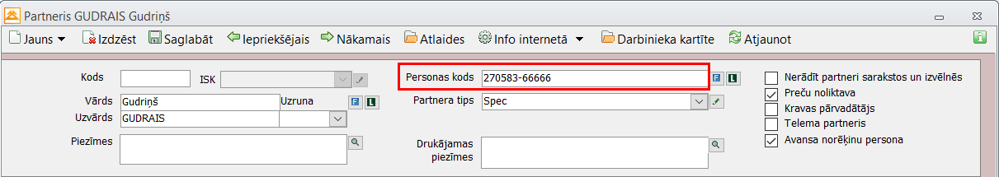 Partneris GUDRAIS Gudriņš
Jauns Izdzēst Saglabāt Iepriekšējais Nākamais Atlaides Info internetā Darbinieka kartīte Atjaunot
Kods ISK Personas kods 270583-66666 F L Nerādīt partneri sarakstos un izvēlnēs
Vārds Gudriņš Uzruna F L Partnera tips Spec Preču noliktava
Kravas pārvadātājs
Uzvārds GUDRAIS Telema partneris
Piezīmes Drukājamas piezīmes Avansa norēķinu persona